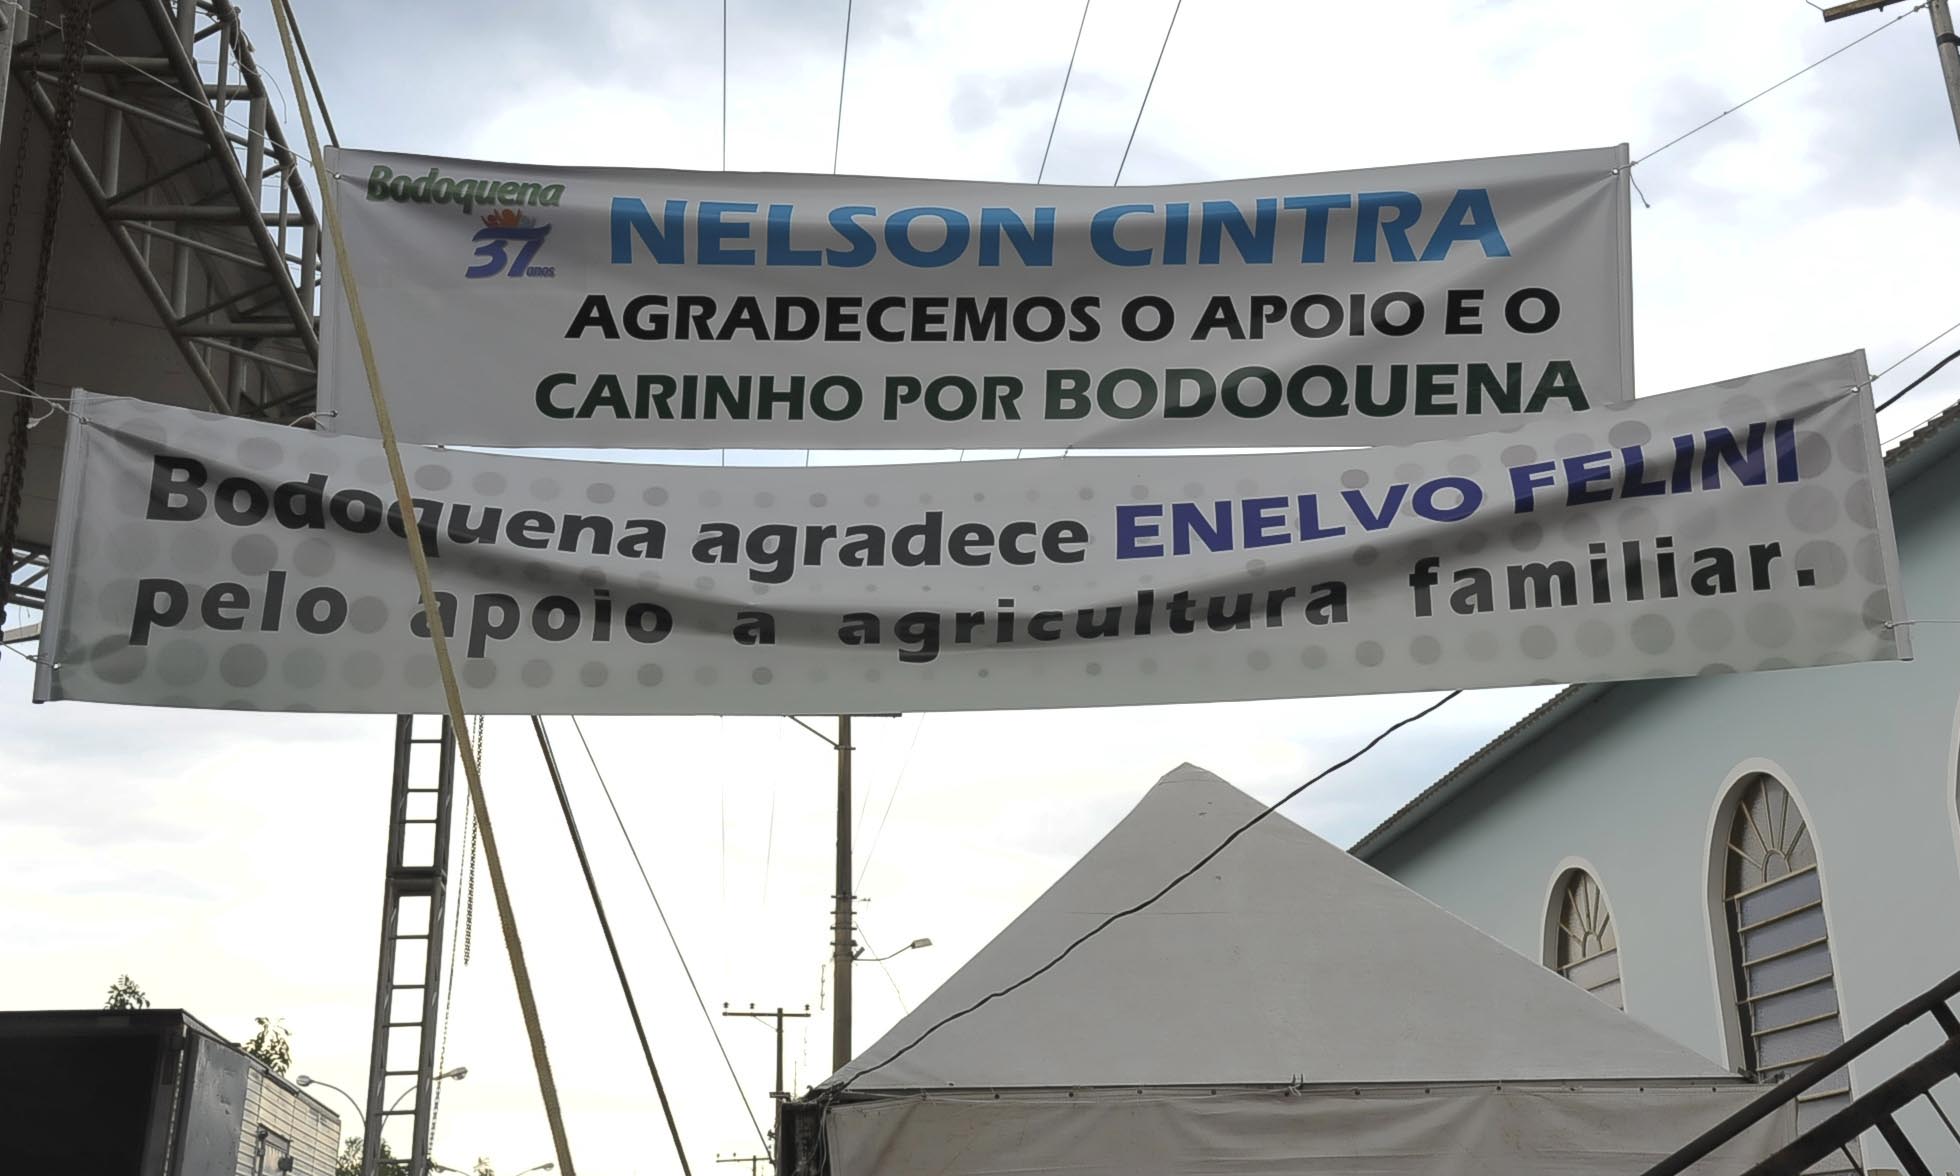 Bodoquena
37 anos
NELSON CINTRA
AGRADECEMOS O APOIO E O
CARINHO POR BODOQUENA
Bodoquena agradece ENELVO FELINI
pelo apoio a agricultura familiar.